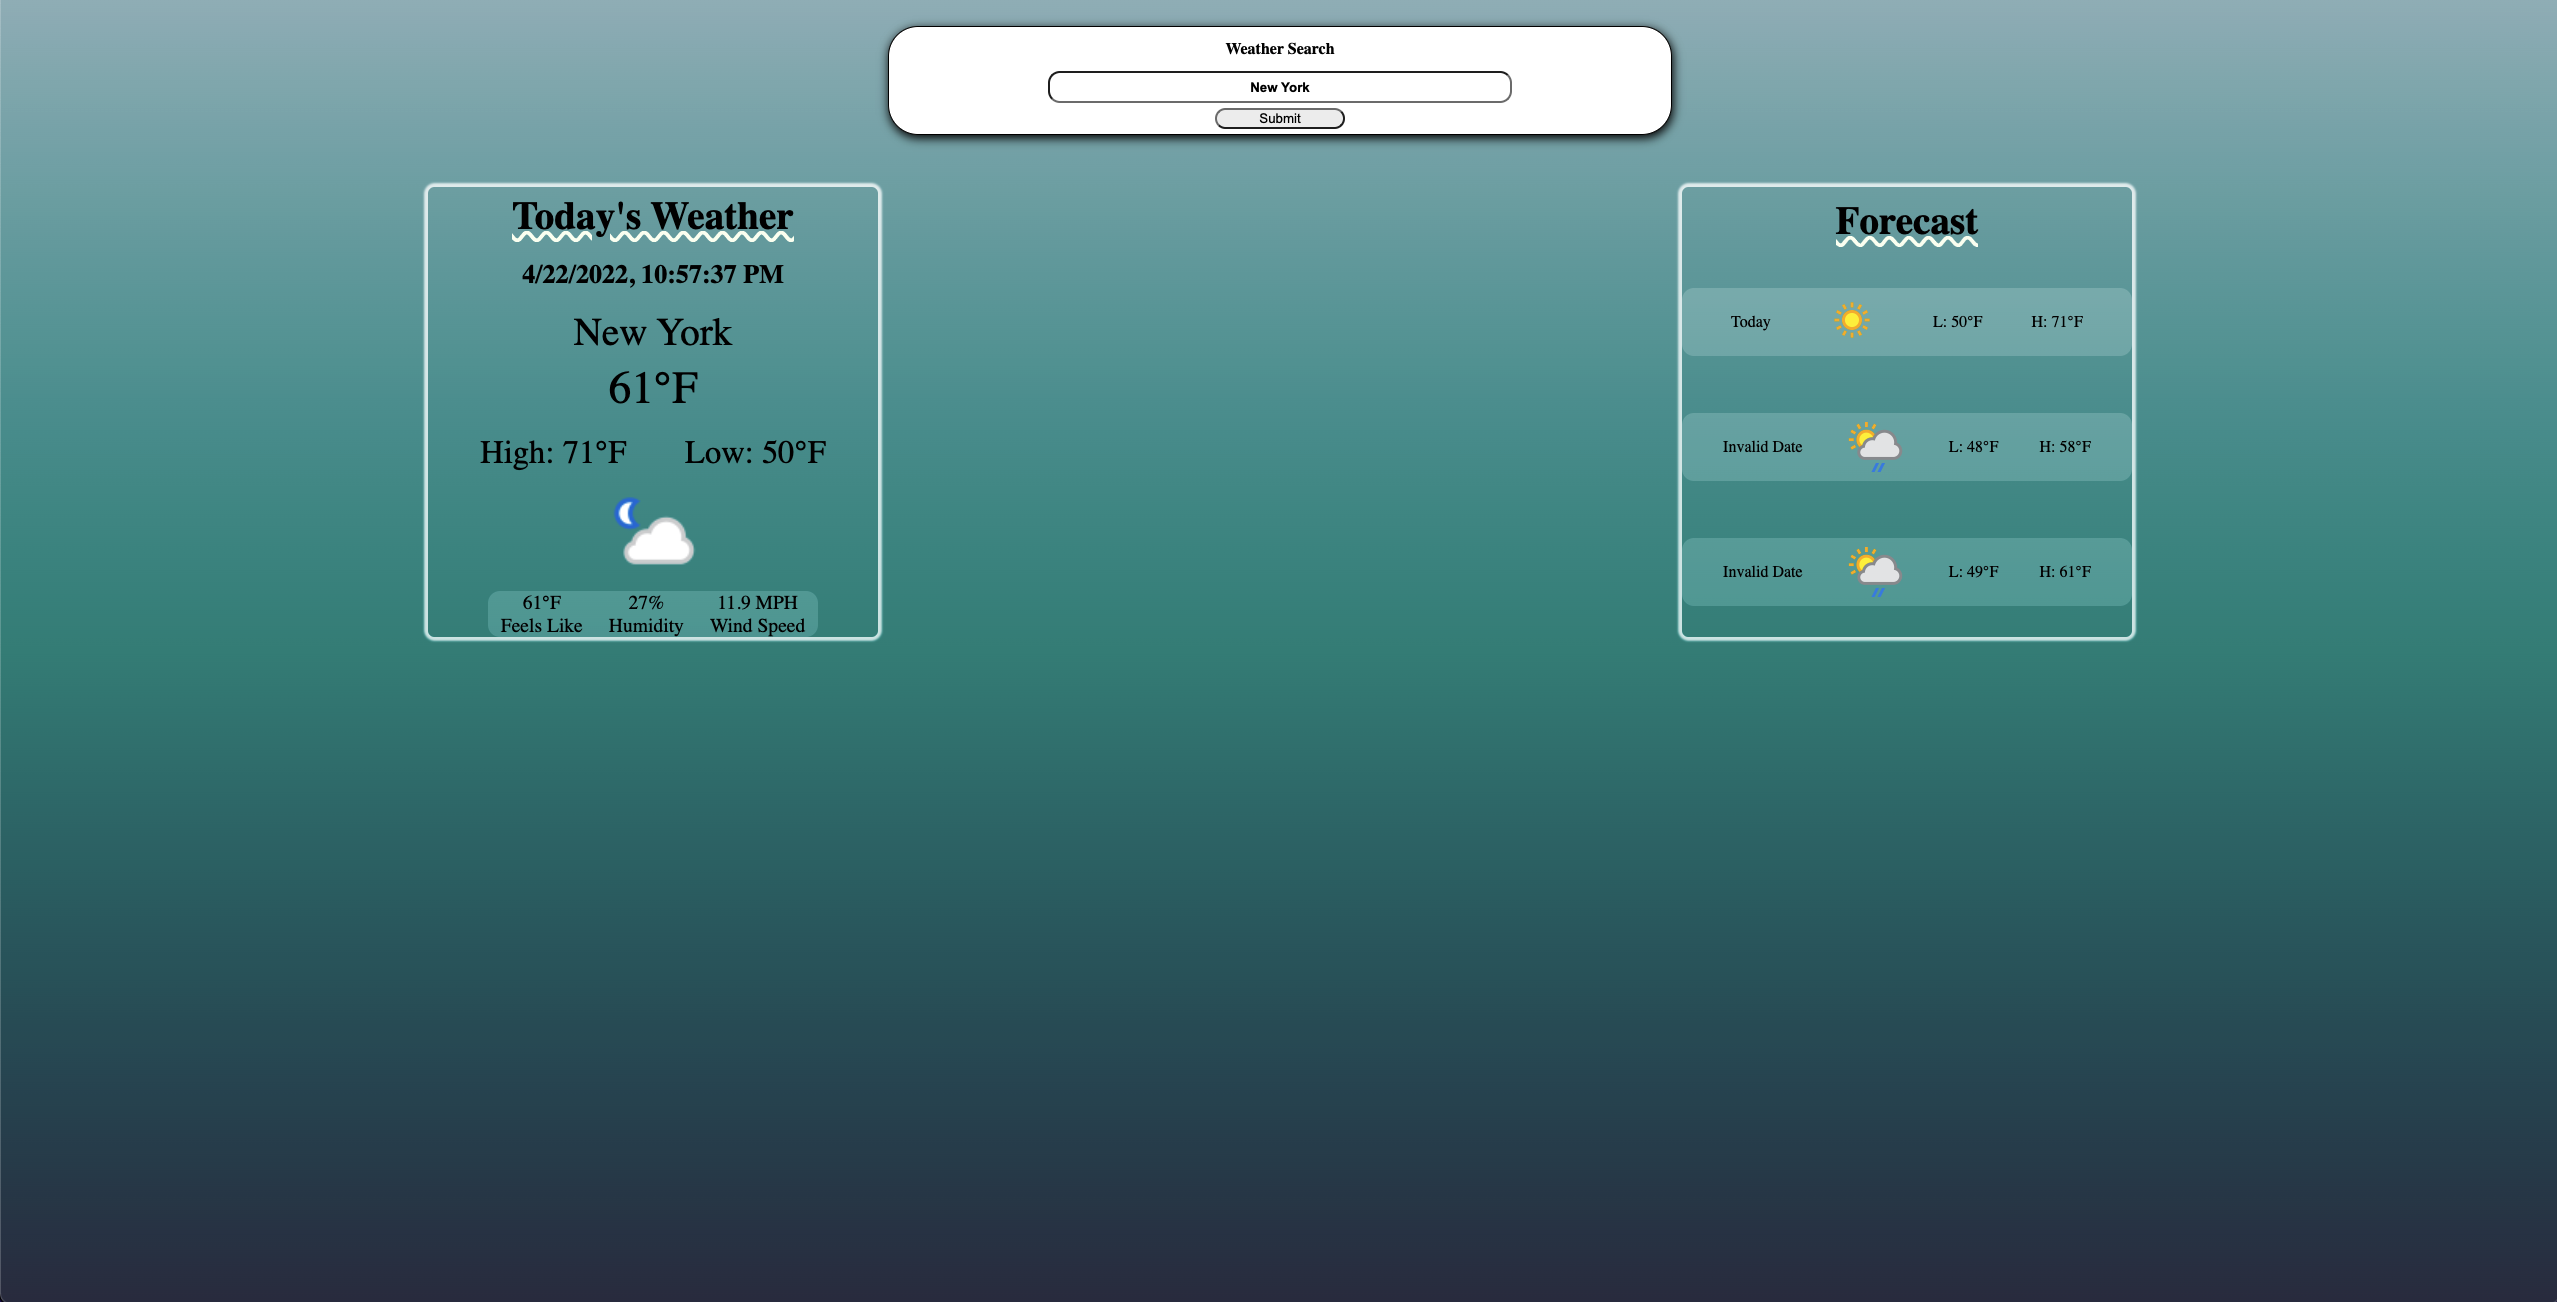 Weather Search
New York
Submit
Today's Weather
4/22/2022, 10:57:37 PM
New York
61°F
High: 71°F Low: 50°F
61°F 27% 11.9 MPH
Feels Like Humidity Wind Speed
Forecast
Today L: 50°F H: 71°F
Invalid Date L: 48°F H: 58°F
Invalid Date L: 49°F H: 61°F